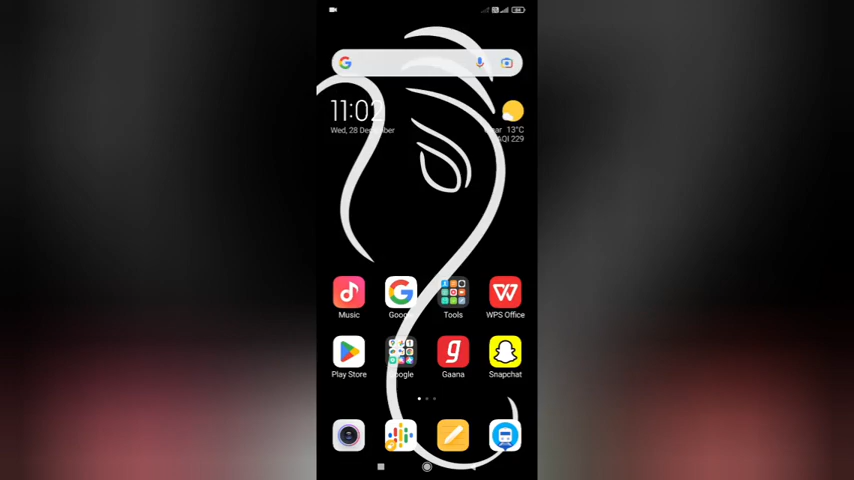 11:02
Wed, 28 December
Clear 13°C
AQI 229
Music
Google
Tools
WPS Office
Play Store
Google
Gaana
Snapchat